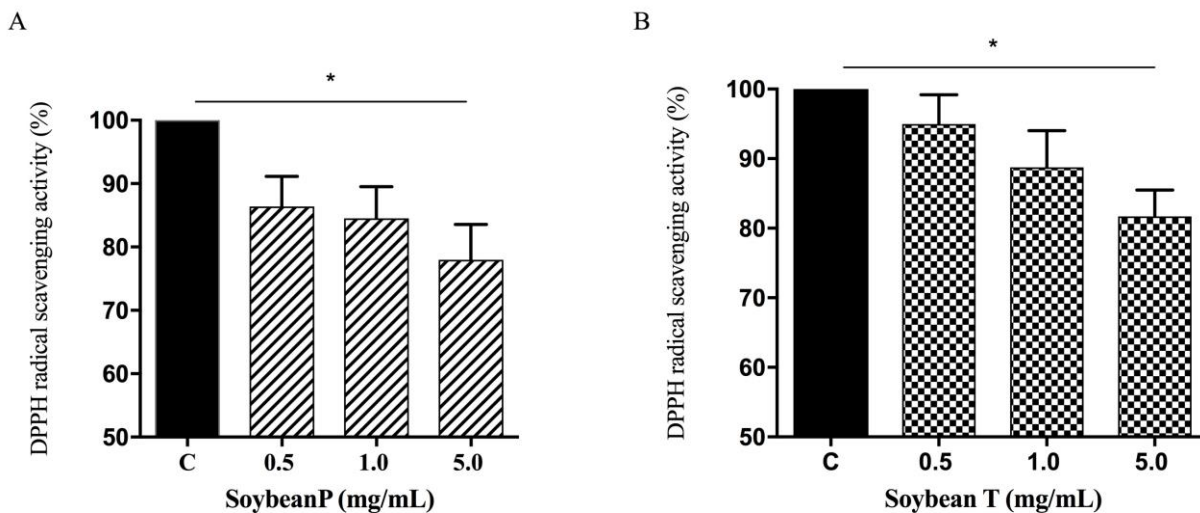 A
*
DPPH radical scavenging activity (%)
100
90
80
70
60
50
C 0.5 1.0 5.0
SoybeanP (mg/mL)
B
*
DPPH radical scavenging activity (%)
100
90
80
70
60
50
C 0.5 1.0 5.0
Soybean T (mg/mL)